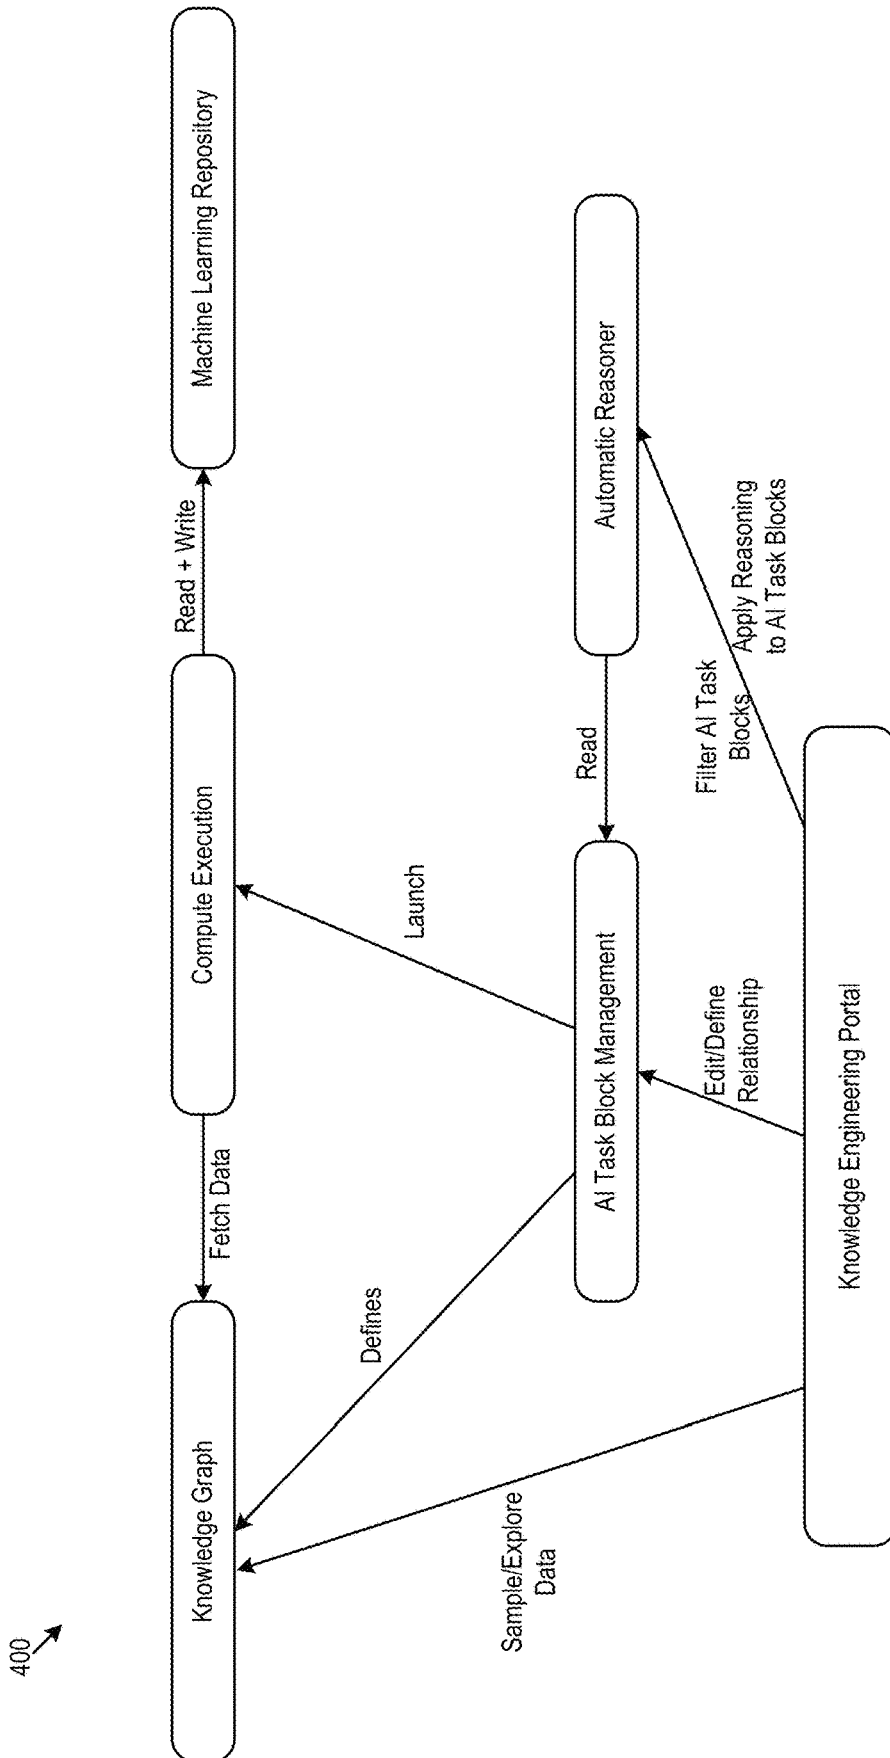 400
Knowledge Graph
Fetch Data
Compute Execution
Read + Write
Machine Learning Repository
Defines
Launch
Sample/Explore
Data
AI Task Block Management
Read
Automatic Reasoner
Edit/Define
Relationship
Filter AI Task
Blocks
Apply Reasoning
to AI Task Blocks
Knowledge Engineering Portal